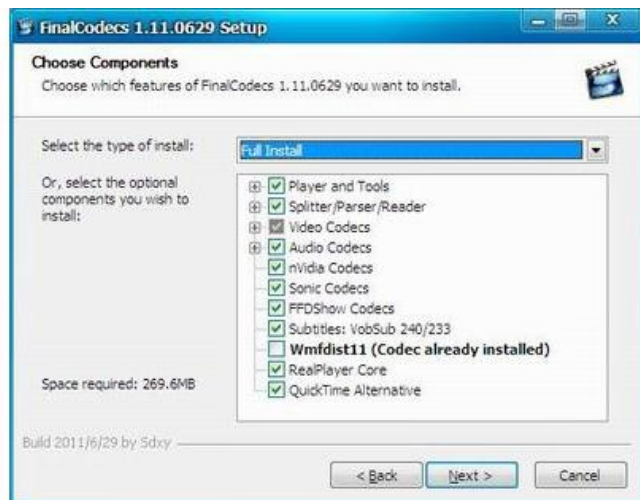 FinalCodecs 1.11.0629 Setup
Choose Components
Choose which features of FinalCodecs 1.11.0629 you want to install.
Select the type of install:
Full Install
Or, select the optional
components you wish to
install:
Player and Tools
Splitter/Parser/Reader
Video Codecs
Audio Codecs
nVidia Codecs
Sonic Codecs
FFDShow Codecs
Subtitles: VobSub 240/233
Wmfdist11 (Codec already installed)
RealPlayer Core
QuickTime Alternative
Space required: 269.6MB
Build 2011/6/29 by Sdxy
< Back
Next >
Cancel